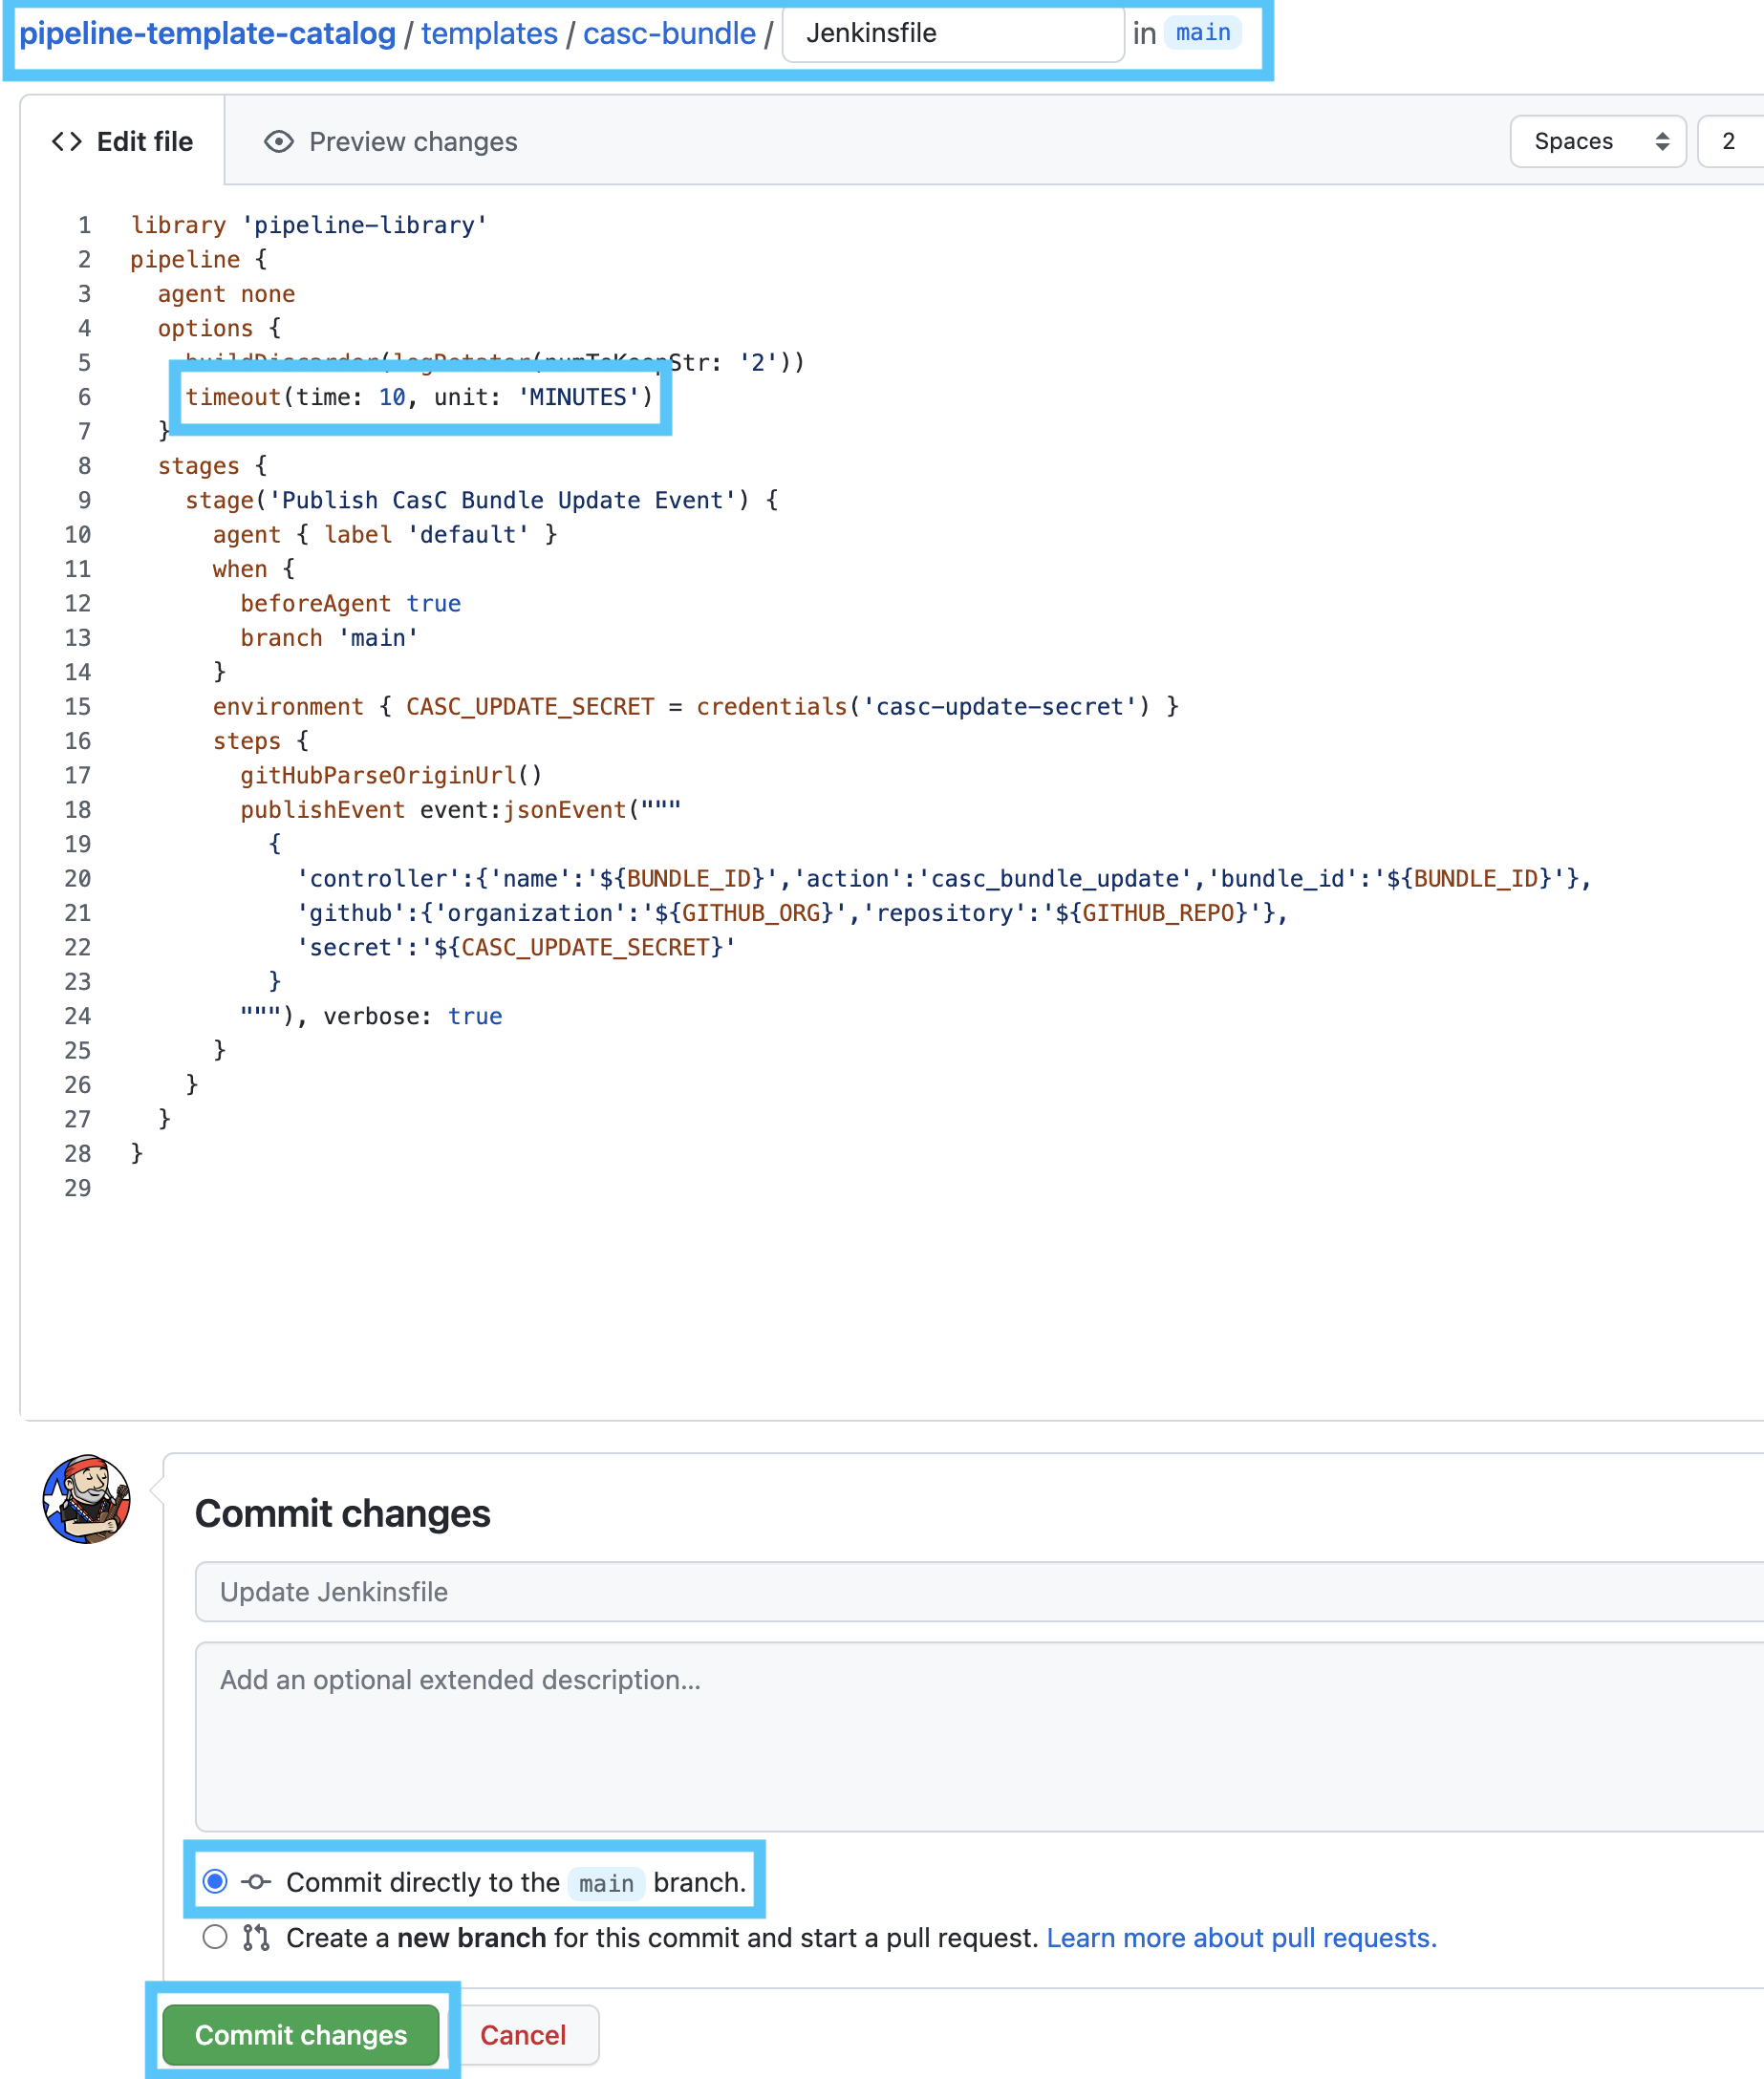 pipeline-template-catalog / templates / casc-bundle / Jenkinsfile in main
<> Edit file Preview changes Spaces 2
1 library 'pipeline-library'
2 pipeline {
3   agent none
4   options {
5     buildDiscarder(logRotator(numToKeepStr: '2'))
6     timeout(time: 10, unit: 'MINUTES')
7   }
8   stages {
9     stage('Publish CasC Bundle Update Event') {
10       agent { label 'default' }
11       when {
12         beforeAgent true
13         branch 'main'
14       }
15       environment { CASC_UPDATE_SECRET = credentials('casc-update-secret') }
16       steps {
17         gitHubParseOriginUrl()
18         publishEvent event:jsonEvent("""
19           {
20             'controller':{'name':'${BUNDLE_ID}','action':'casc_bundle_update','bundle_id':'${BUNDLE_ID}'},
21             'github':{'organization':'${GITHUB_ORG}','repository':'${GITHUB_REPO}'},
22             'secret':'${CASC_UPDATE_SECRET}'
23           }
24         """), verbose: true
25       }
26     }
27   }
28 }
29
Commit changes
Update Jenkinsfile
Add an optional extended description...
Commit directly to the main branch.
Create a new branch for this commit and start a pull request. Learn more about pull requests.
Commit changes Cancel